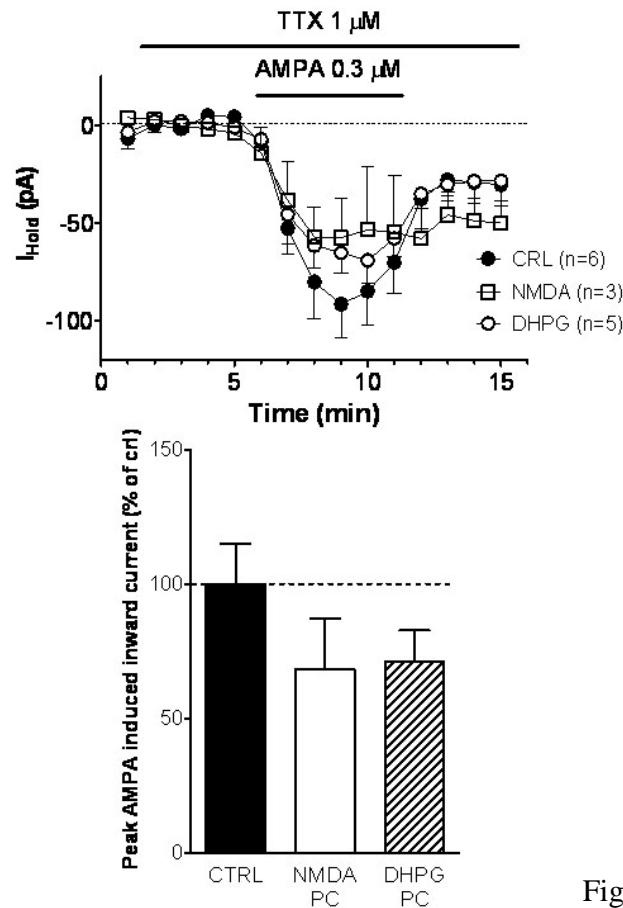 TTX 1 µM
AMPA 0.3 µM
0
-50
-100
I Hold (pA)
CRL (n=6)
NMDA (n=3)
DHPG (n=5)
0 5 10 15
Time (min)
Peak AMPA induced inward current (% of crl)
150
100
50
0
CTRL NMDA DHPG
PC PC
Fig